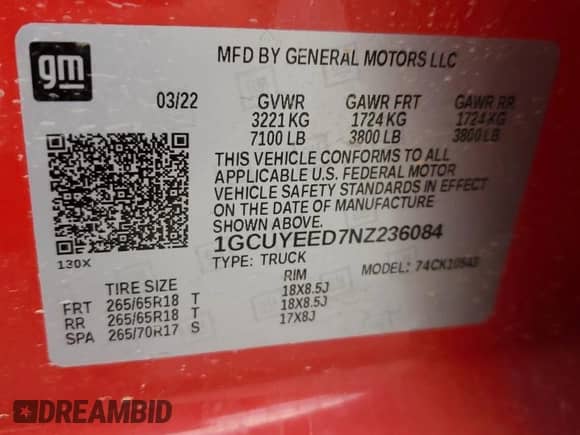 gm
MFD BY GENERAL MOTORS LLC
03/22 GVWR GAWR FRT GAWR RR
3221 KG 1724 KG 1724 KG
7100 LB 3800 LB 3800 LB
THIS VEHICLE CONFORMS TO ALL
APPLICABLE U.S. FEDERAL MOTOR
VEHICLE SAFETY STANDARDS IN EFFECT
ON THE DATE OF MANUFACTURE
SHOWN ABOVE.
1GCUYEED7NZ236084
130X
TYPE: TRUCK MODEL:
TIRE SIZE RIM
FRT 265/65R18 T 18X8.5J
RR 265/65R18 T 18X8.5J
SPA 265/70R17 S 17X8J
DREAMBID